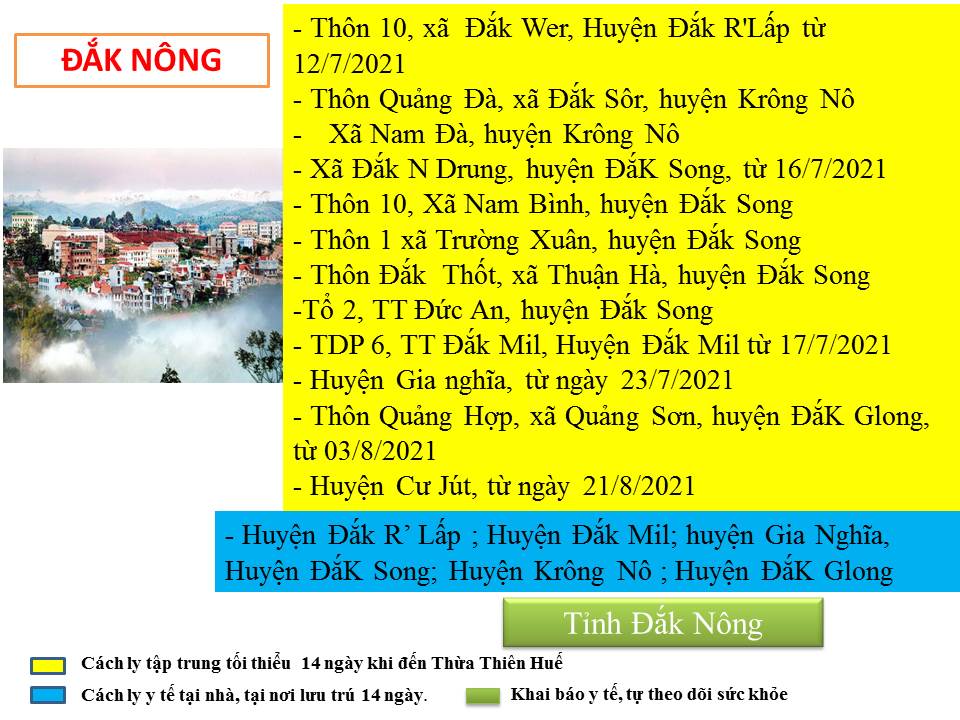 ĐẮK NÔNG
- Thôn 10, xã Đắk Wer, Huyện Đắk R'Lấp từ
12/7/2021
- Thôn Quảng Đà, xã Đắk Sôr, huyện Krông Nô
- Xã Nam Đà, huyện Krông Nô
- Xã Đắk N Drung, huyện ĐắK Song, từ 16/7/2021
- Thôn 10, Xã Nam Bình, huyện Đắk Song
- Thôn 1 xã Trường Xuân, huyện Đắk Song
- Thôn Đắk Thốt, xã Thuận Hà, huyện Đắk Song
-Tổ 2, TT Đức An, huyện Đắk Song
- TDP 6, TT Đắk Mil, Huyện Đắk Mil từ 17/7/2021
- Huyện Gia nghĩa, từ ngày 23/7/2021
- Thôn Quảng Hợp, xã Quảng Sơn, huyện ĐắK Glong,
từ 03/8/2021
- Huyện Cư Jút, từ ngày 21/8/2021
- Huyện Đắk R’ Lấp ; Huyện Đắk Mil; huyện Gia Nghĩa,
Huyện ĐắK Song; Huyện Krông Nô ; Huyện ĐắK Glong
Tỉnh Đắk Nông
Cách ly tập trung tối thiểu 14 ngày khi đến Thừa Thiên Huế
Cách ly y tế tại nhà, tại nơi lưu trú 14 ngày.
Khai báo y tế, tự theo dõi sức khỏe